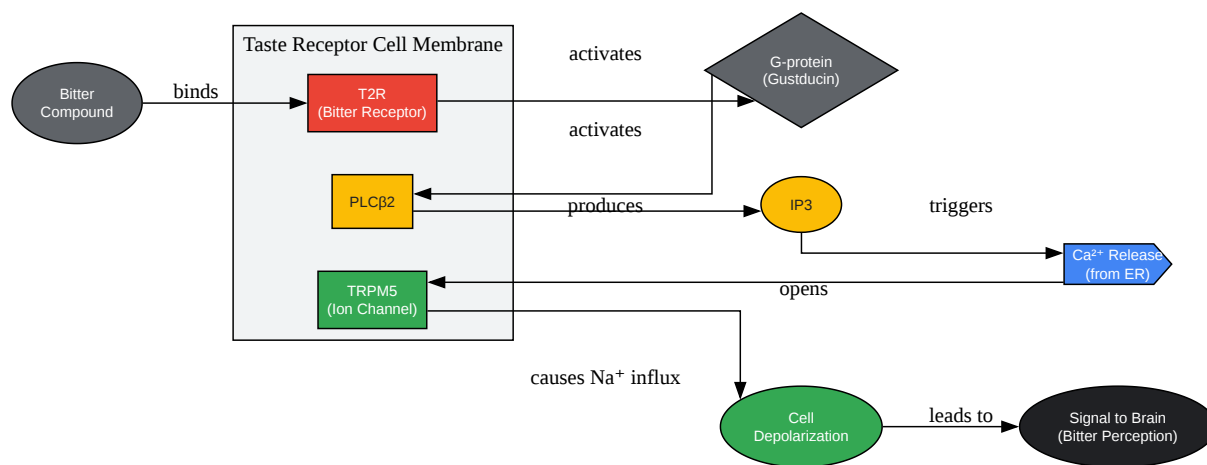 Taste Receptor Cell Membrane
Bitter
Compound
binds
T2R
(Bitter Receptor)
activates
G-protein
(Gustducin)
activates
PLCβ2
produces
IP3
triggers
Ca²⁺ Release
(from ER)
opens
TRPM5
(Ion Channel)
causes Na⁺ influx
Cell
Depolarization
leads to
Signal to Brain
(Bitter Perception)